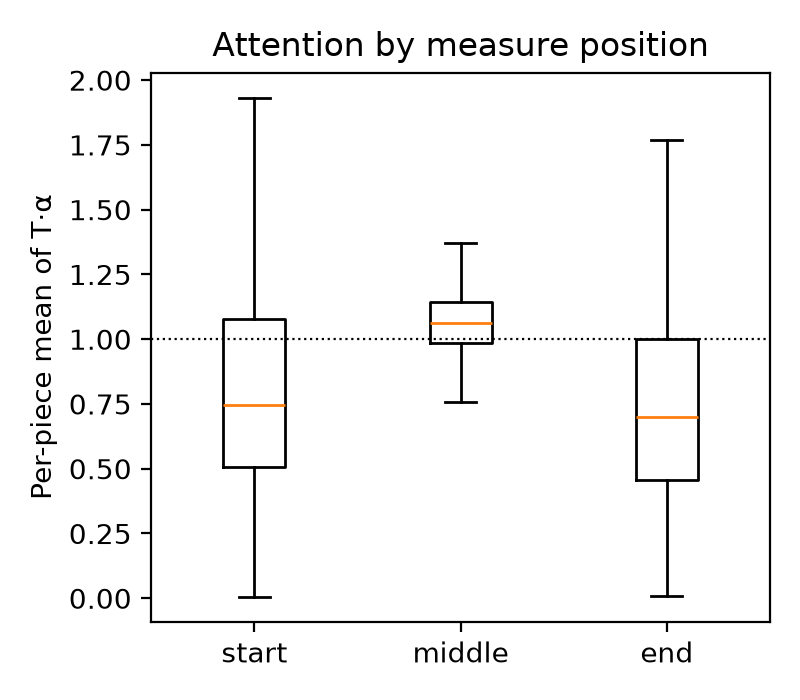 Attention by measure position
Per-piece mean of T·α
2.00
1.75
1.50
1.25
1.00
0.75
0.50
0.25
0.00
start
middle
end